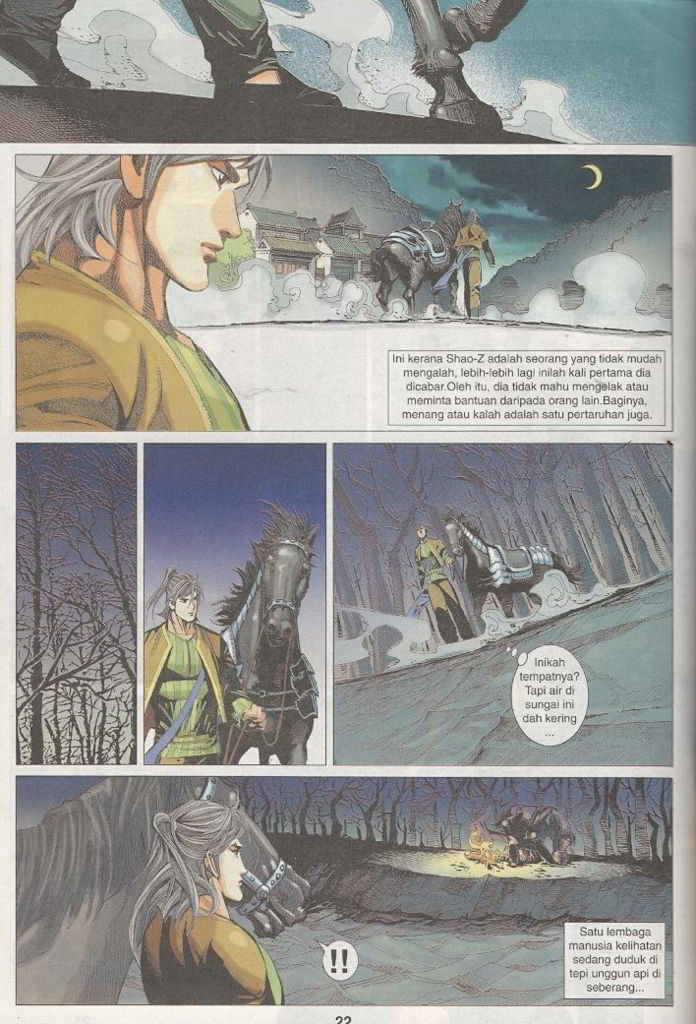 Ini kerana Shao-Z adalah seorang yang tidak mudah
mengalah, lebih-lebih lagi inilah kali pertama dia
dicabar.Oleh itu, dia tidak mahu mengelak atau
meminta bantuan daripada orang lain.Baginya,
menang atau kalah adalah satu pertaruhan juga.
Inikah
tempatnya?
Tapi air di
sungai ini
dah kering
...
!!
Satu lembaga
manusia kelihatan
sedang duduk di
tepi unggun api di
seberang...
22